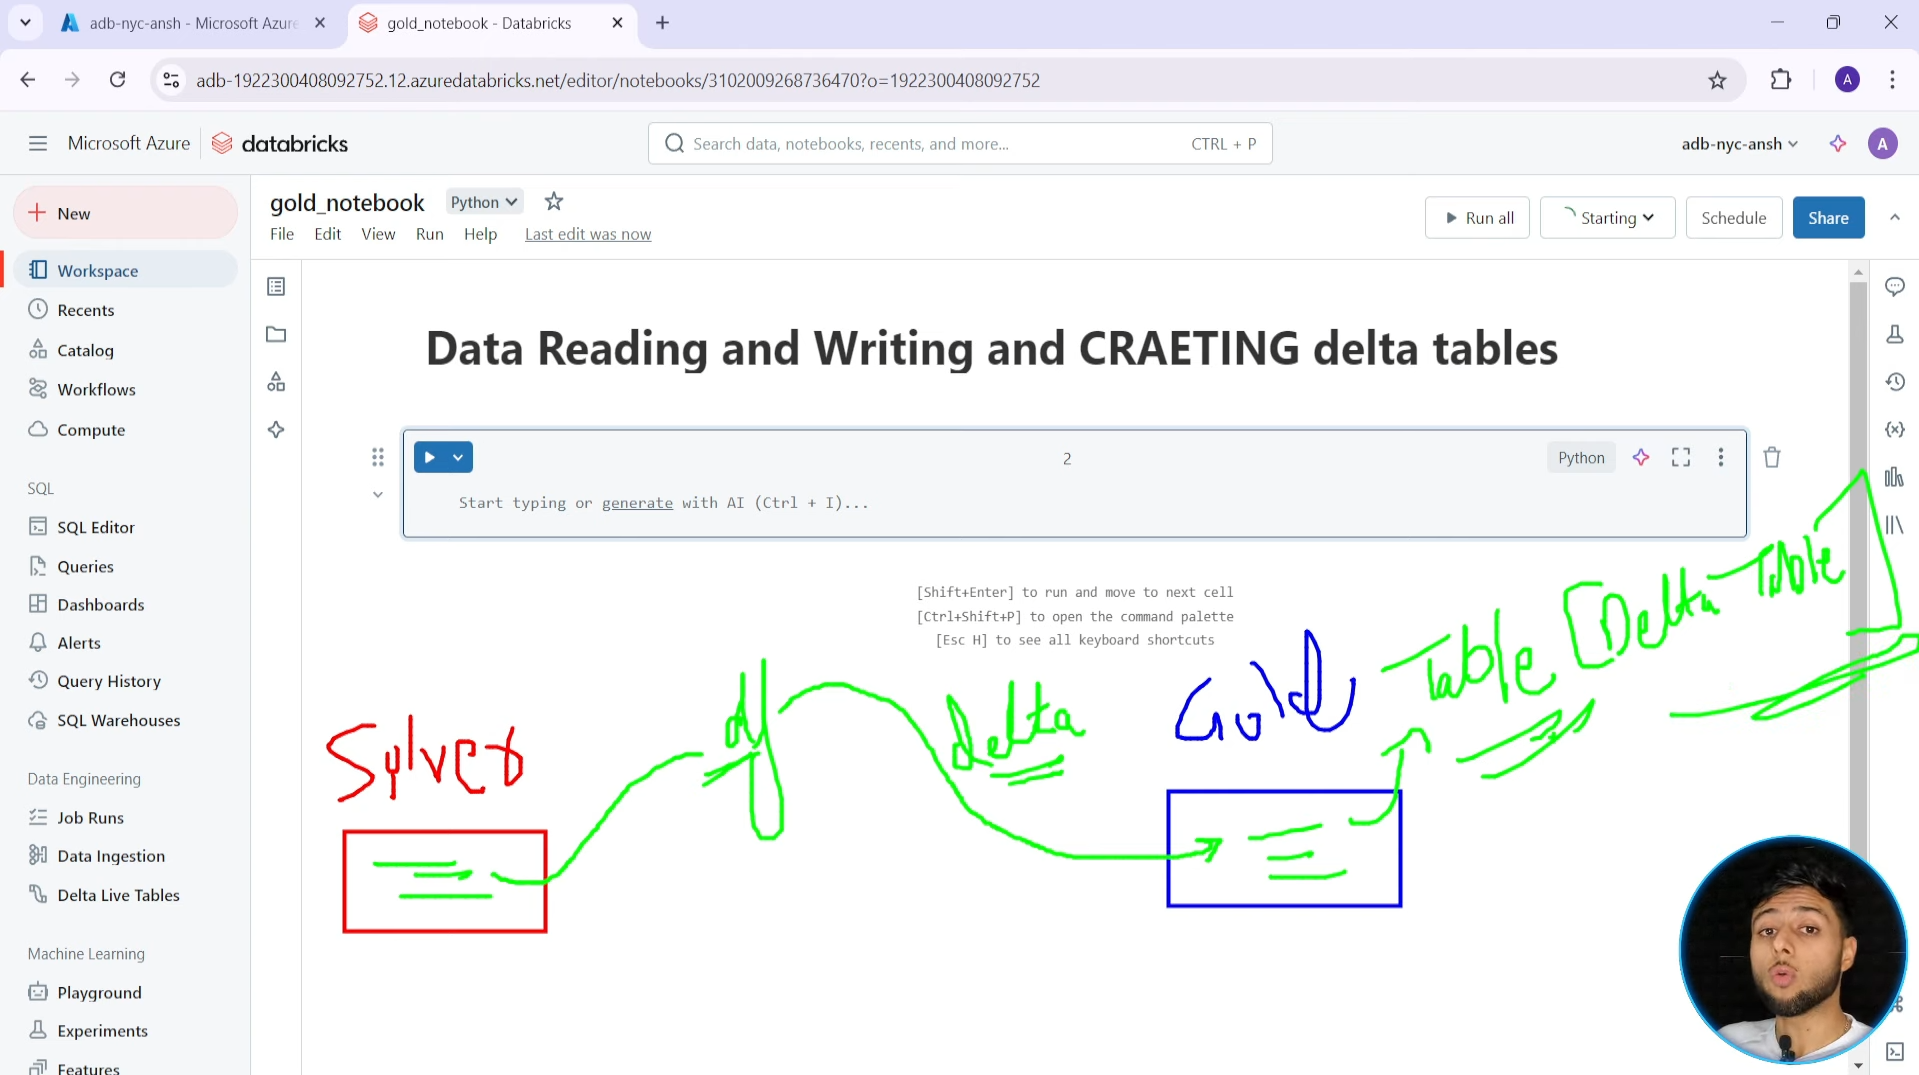 adb-nyc-ansh - Microsoft Azure
gold_notebook - Databricks
adb-1922300408092752.12.azuredatabricks.net/editor/notebooks/3102009268736470?o=1922300408092752
A
Microsoft Azure
databricks
Search data, notebooks, recents, and more...
CTRL + P
adb-nyc-ansh
A
New
Workspace
Recents
Catalog
Workflows
Compute
SQL
SQL Editor
Queries
Dashboards
Alerts
Query History
SQL Warehouses
Data Engineering
Job Runs
Data Ingestion
Delta Live Tables
Machine Learning
Playground
Experiments
Features
gold_notebook
Python
File Edit View Run Help Last edit was now
Run all
Starting
Schedule
Share
Data Reading and Writing and CRAETING delta tables
2
Python
Start typing or generate with AI (Ctrl + I)...
[Shift+Enter] to run and move to next cell
[Ctrl+Shift+P] to open the command palette
[Esc H] to see all keyboard shortcuts
Sylver
df
delta
Gold
Table [Delta Table